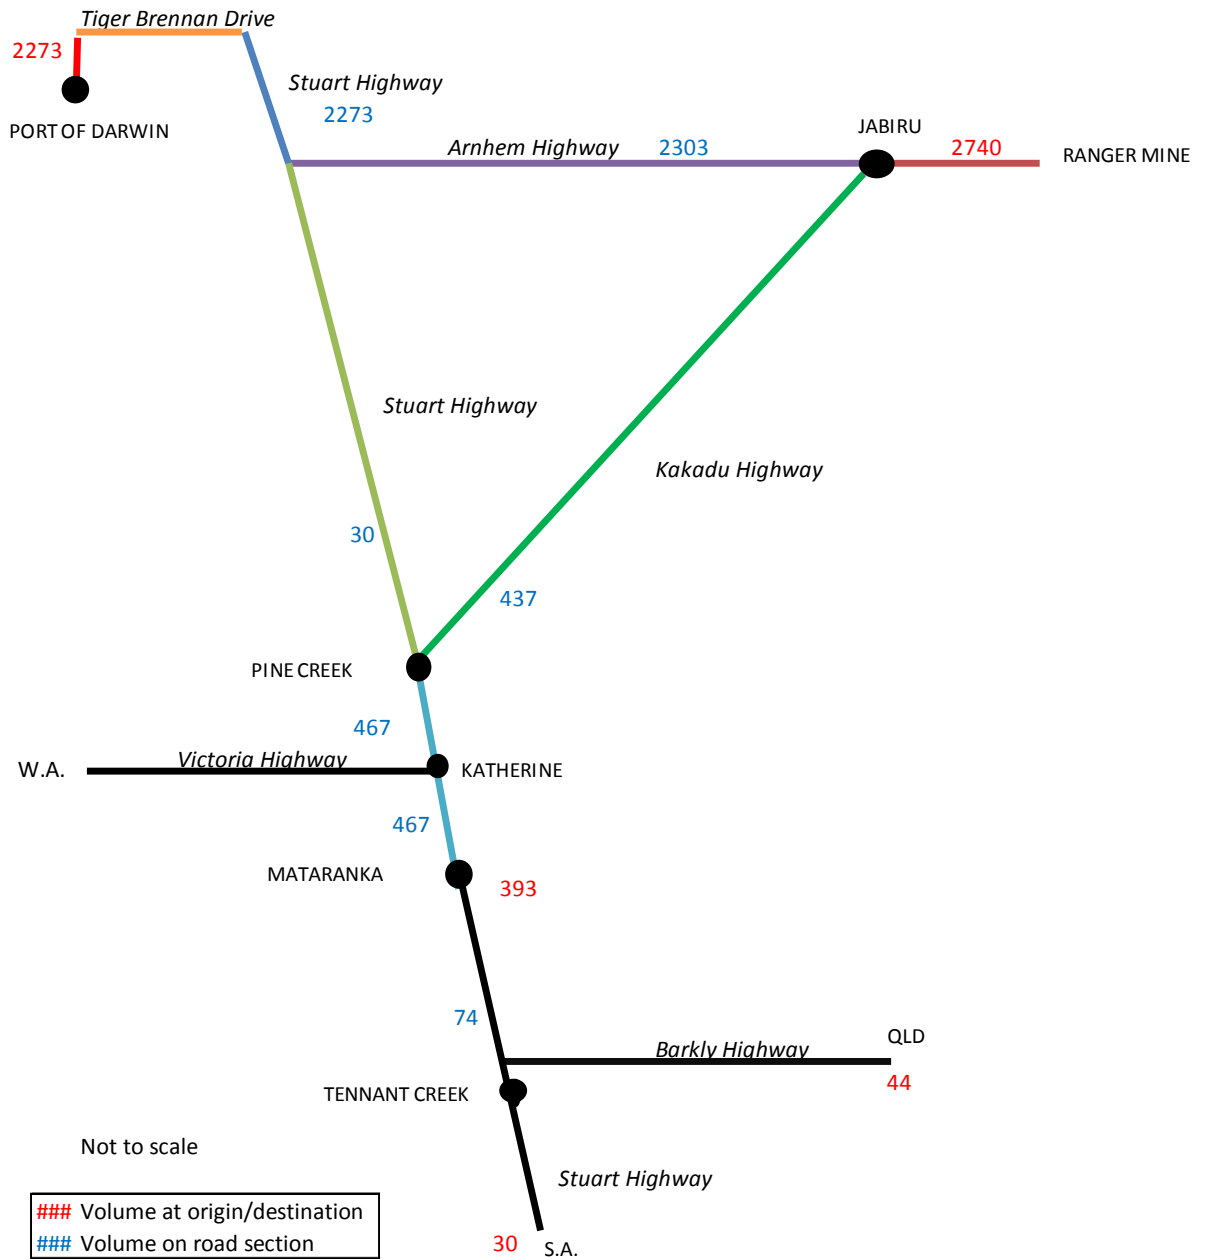 Tiger Brennan Drive
2273
PORT OF DARWIN
Stuart Highway
2273
Arnhem Highway
2303
JABIRU
2740
RANGER MINE
Stuart Highway
Kakadu Highway
30
437
PINE CREEK
467
Victoria Highway
W.A.
KATHERINE
467
MATARANKA
393
74
QLD
Barkly Highway
44
TENNANT CREEK
Not to scale
Stuart Highway
### Volume at origin/destination
### Volume on road section
30
S.A.